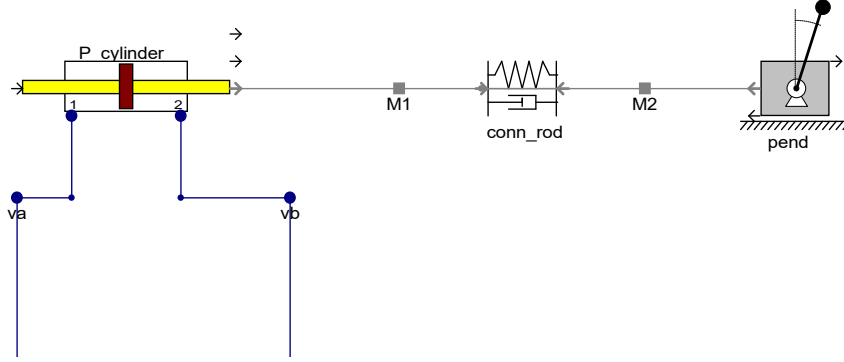 P_cylinder
1 2
M1
conn_rod
M2
pend
va
vb